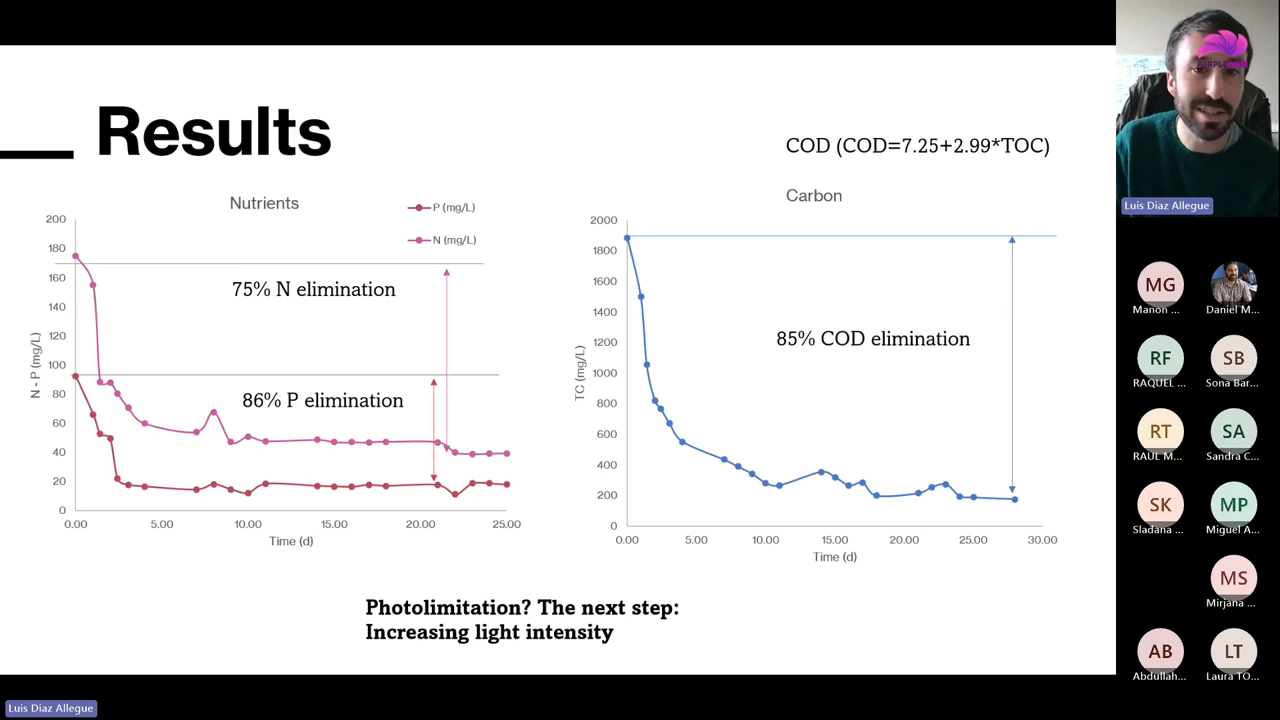 Results
COD (COD=7.25+2.99*TOC)
Nutrients
P (mg/L)
N (mg/L)
200
180
160
140
120
100
80
60
40
20
0
N - P (mg/L)
75% N elimination
86% P elimination
0.00 5.00 10.00 15.00 20.00 25.00
Time (d)
Carbon
2000
1800
1600
1400
1200
1000
800
600
400
200
0
TC (mg/L)
85% COD elimination
0.00 5.00 10.00 15.00 20.00 25.00 30.00
Time (d)
Photolimitation? The next step:
Increasing light intensity
Luis Diaz Allegue
Luis Diaz Allegue
MG
Manon ...
Daniel M...
RF
RAQUEL ...
SB
Sona Bar...
RT
RAUL M...
SA
Sandra C...
SK
Sladana ...
MP
Miguel A...
MS
Mirjana ...
AB
Abdullah...
LT
Laura TO...